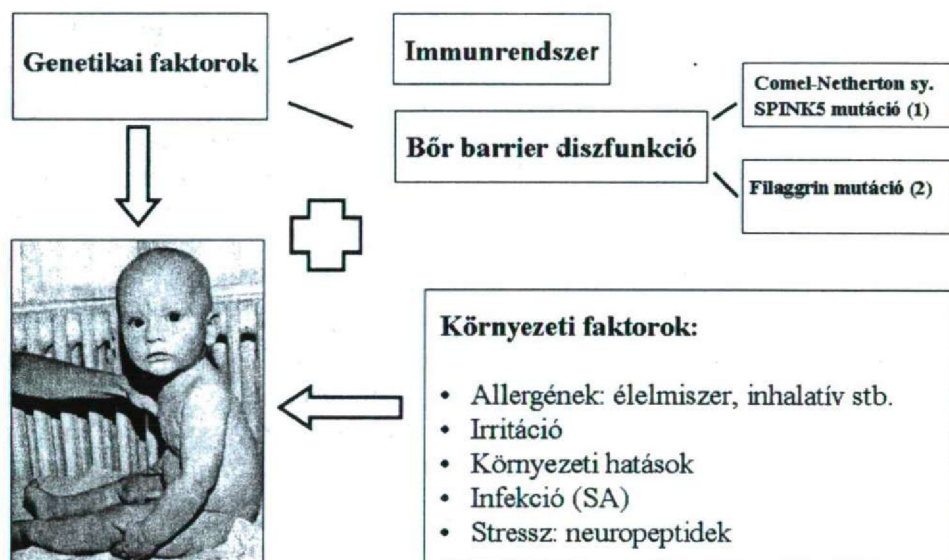 Genetikai faktorok
Immunrendszer
Bőr barrier diszfunkció
Comel-Netherton sy.
SPINK5 mutáció (1)
Filaggrin mutáció (2)
Környezeti faktorok:
• Allergének: élelmiszer, inhalatív stb.
• Irritáció
• Környezeti hatások
• Infekció (SA)
• Stressz: neuropeptidek